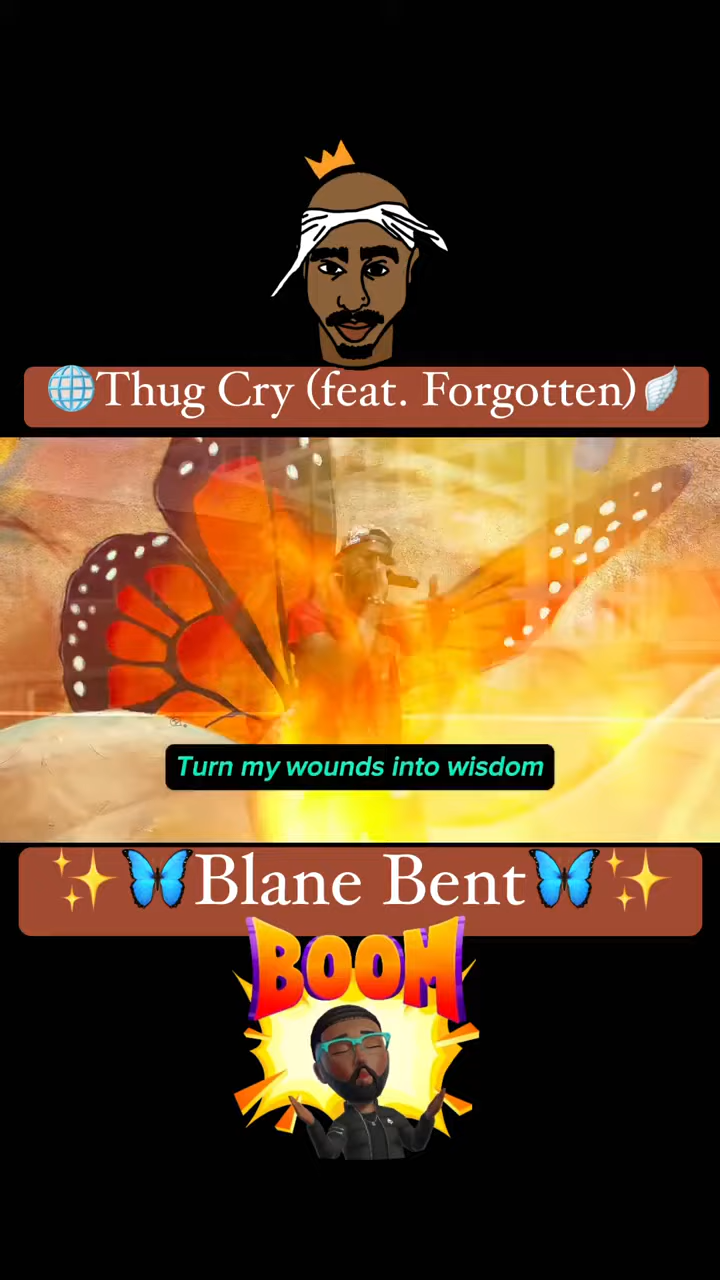 🌐Thug Cry (feat. Forgotten)🪽
Turn my wounds into wisdom
✨🦋Blane Bent🦋✨
BOOM